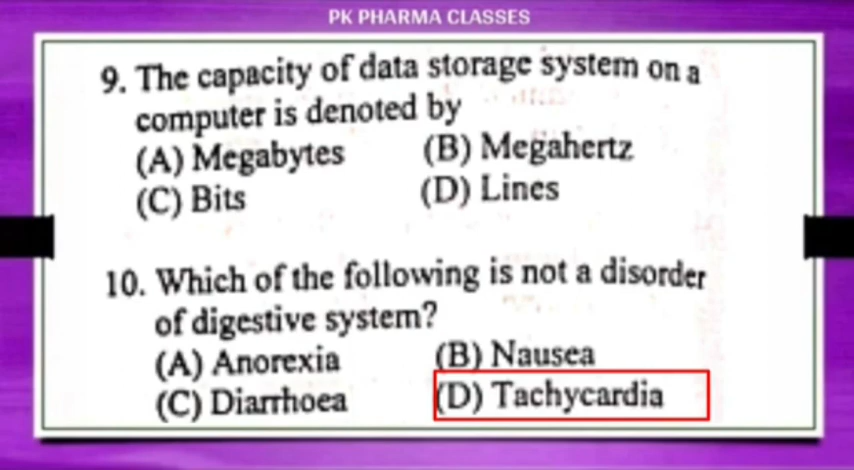 PK PHARMA CLASSES
9. The capacity of data storage system on a
computer is denoted by
(A) Megabytes (B) Megahertz
(C) Bits (D) Lines
10. Which of the following is not a disorder
of digestive system?
(A) Anorexia (B) Nausea
(C) Diarrhoea (D) Tachycardia